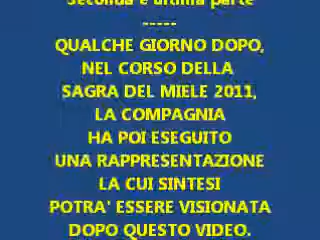 Seconda e ultima parte
-----
QUALCHE GIORNO DOPO,
NEL CORSO DELLA
SAGRA DEL MIELE 2011,
LA COMPAGNIA
HA POI ESEGUITO
UNA RAPPRESENTAZIONE
LA CUI SINTESI
POTRA' ESSERE VISIONATA
DOPO QUESTO VIDEO.